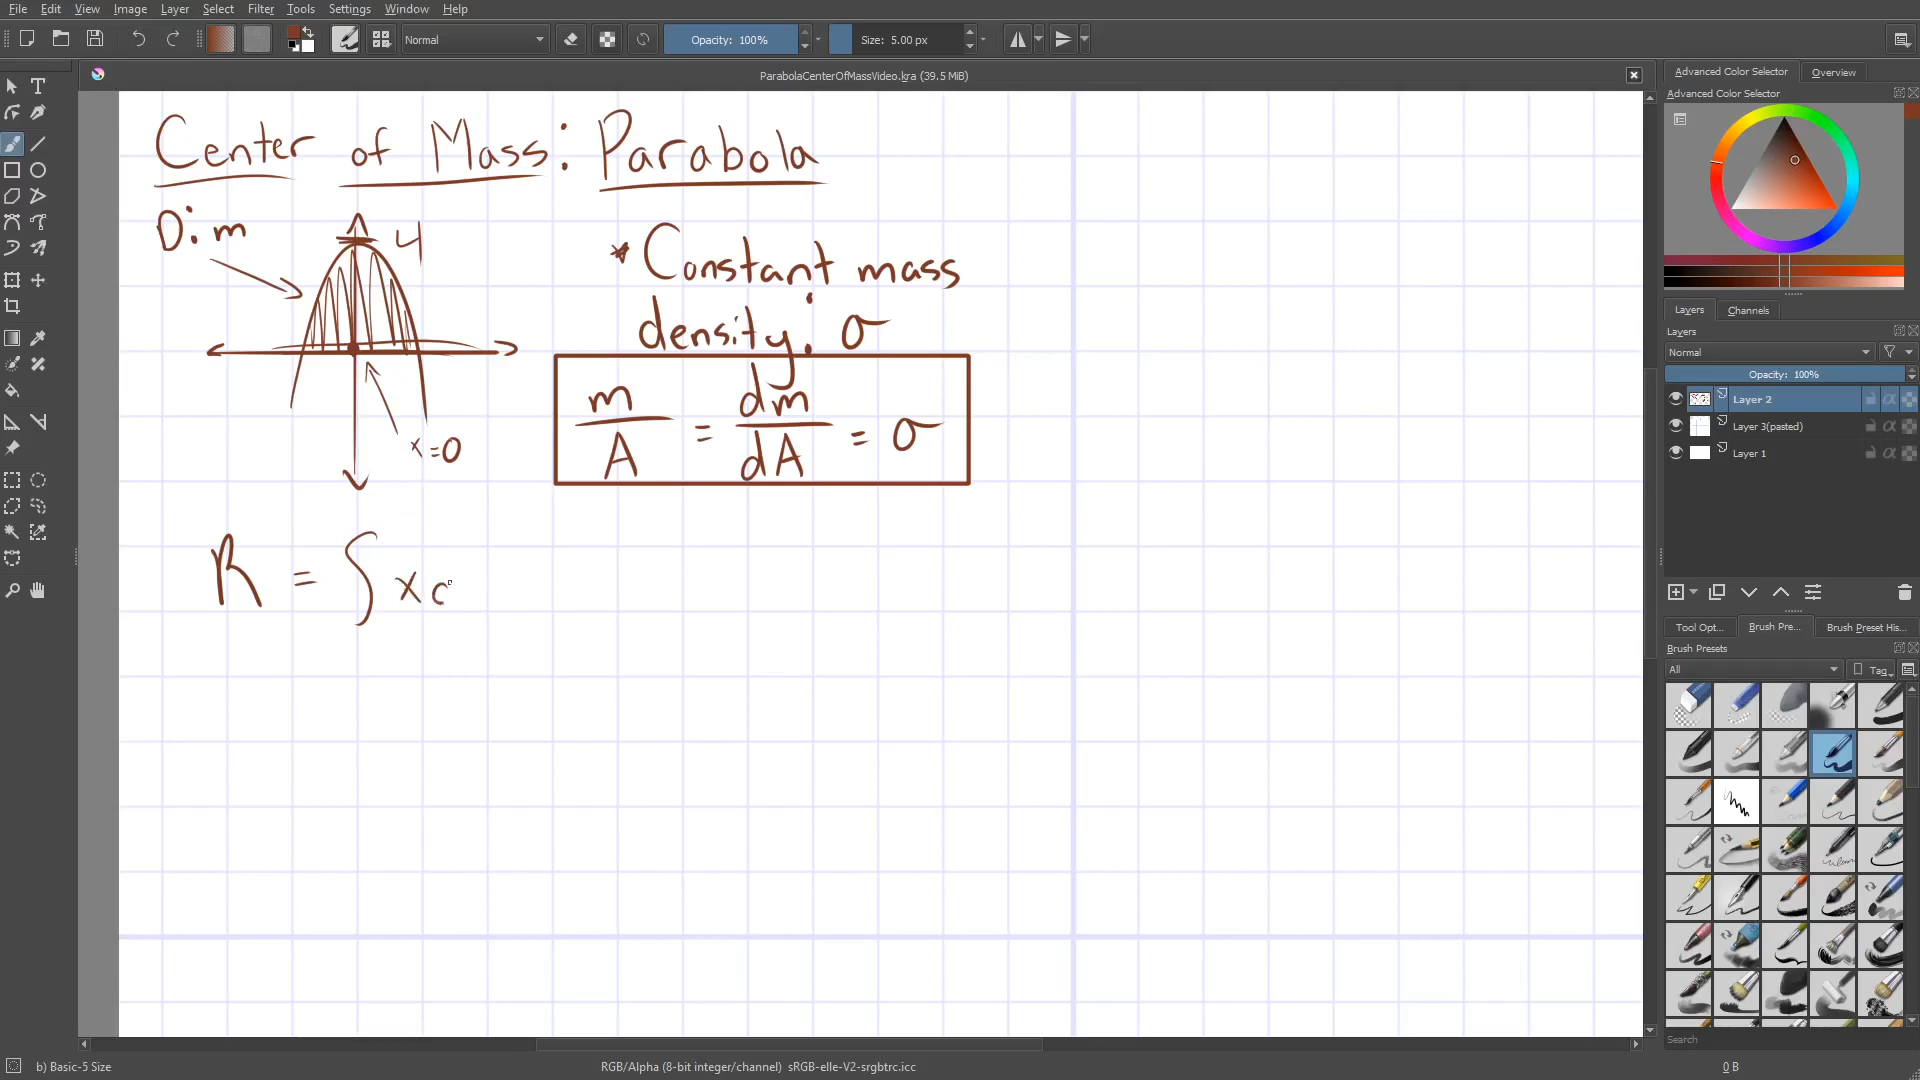 File Edit View Image Layer Select Filter Tools Settings Window Help
Normal Opacity: 100% Size: 5.00 px
ParabolaCenterOfMassVideo.kra (39.5 MiB)
Advanced Color Selector Overview
Advanced Color Selector
Center of Mass: Parabola
D: m
4
* Constant mass
density: σ
m/A = dm/dA = σ
x=0
R = ∫ x c
Layers Channels
Layers
Normal
Opacity: 100%
Layer 2
Layer 3(pasted)
Layer 1
Tool Opt... Brush Pre... Brush Preset His...
Brush Presets
All Tag
Search
b) Basic-5 Size
RGB/Alpha (8-bit integer/channel) sRGB-elle-V2-srgbtrc.icc
0 B